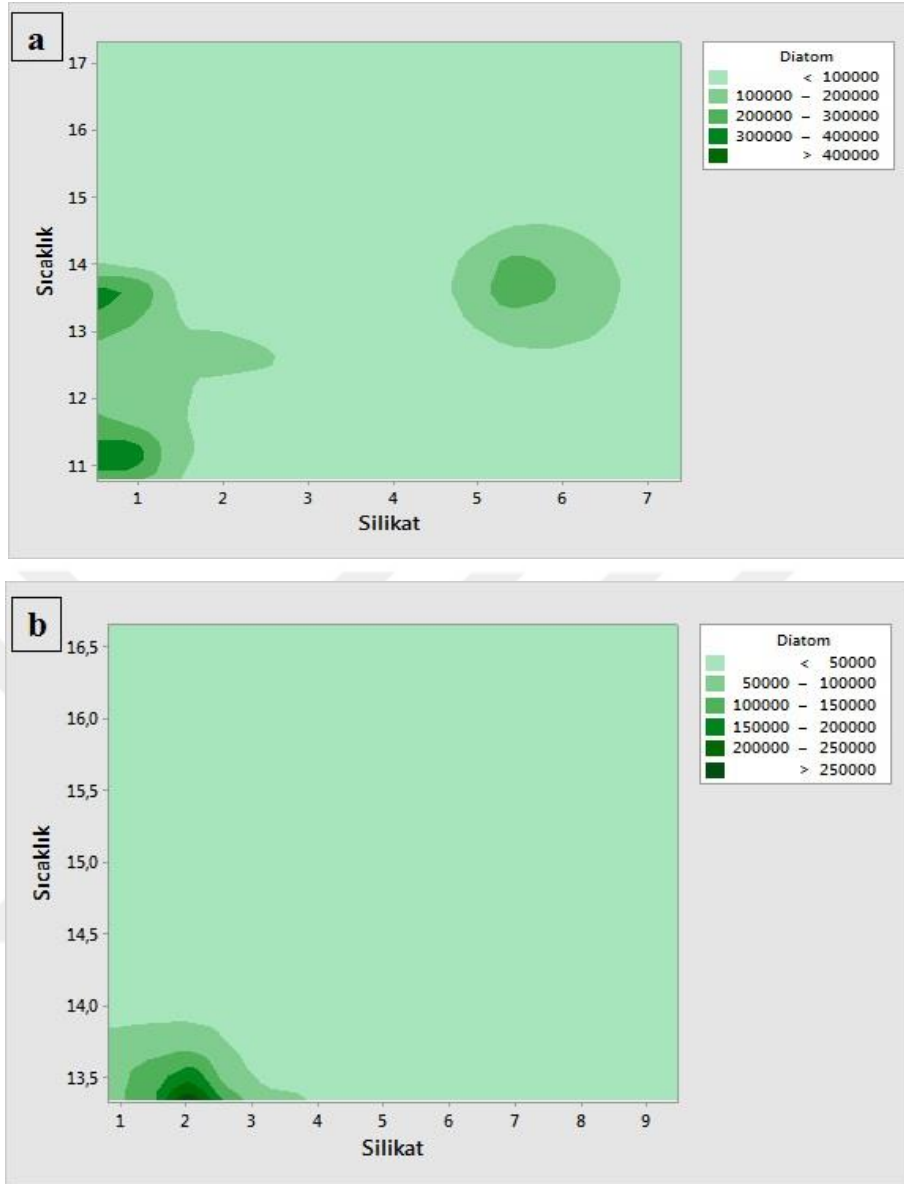 a
Diatom
< 100000
100000 – 200000
200000 – 300000
300000 – 400000
> 400000
17
16
15
14
13
12
11
Sıcaklık
1 2 3 4 5 6 7
Silikat
b
Diatom
< 50000
50000 – 100000
100000 – 150000
150000 – 200000
200000 – 250000
> 250000
16,5
16,0
15,5
15,0
14,5
14,0
13,5
Sıcaklık
1 2 3 4 5 6 7 8 9
Silikat